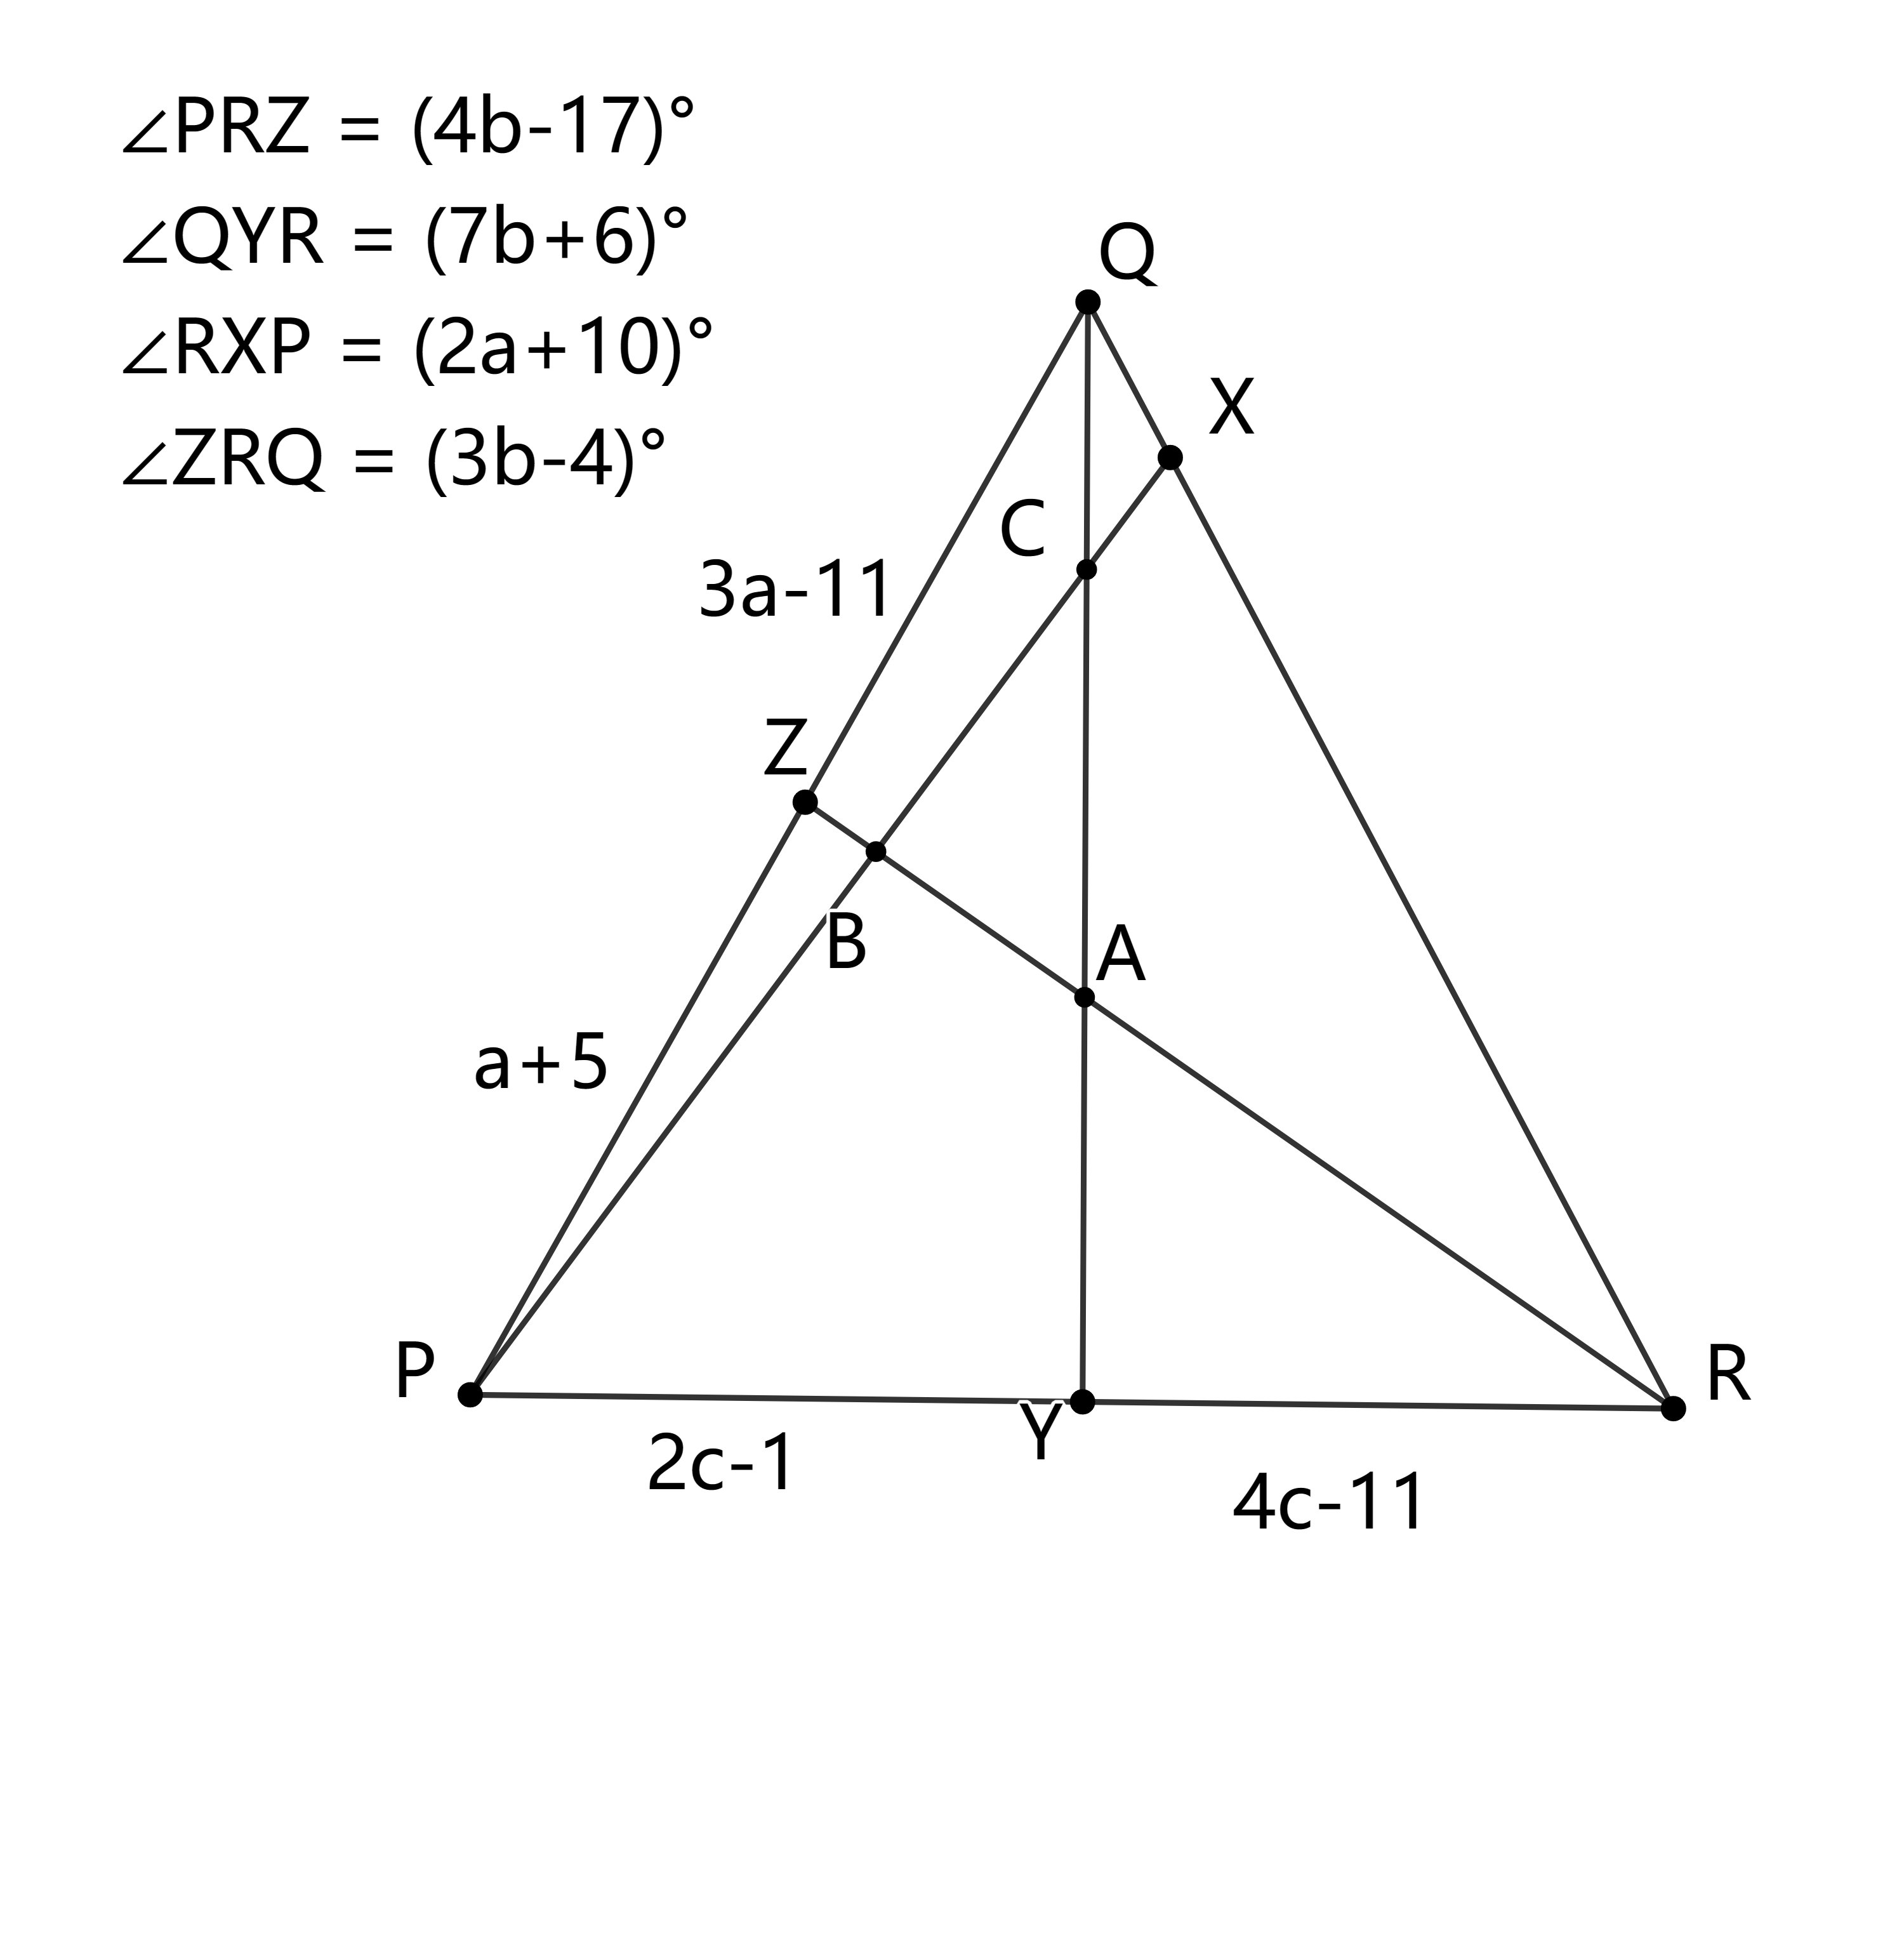 ∠PRZ = (4b-17)°
∠QYR = (7b+6)°
∠RXP = (2a+10)°
∠ZRQ = (3b-4)°
Q
X
C
3a-11
Z
B
A
a+5
P
R
Y
2c-1
4c-11